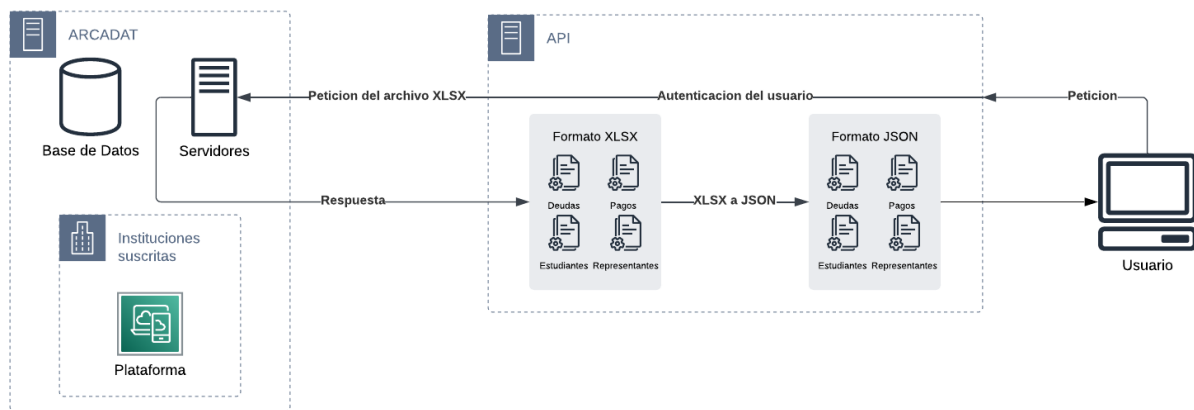 ARCADAT
API
Peticion del archivo XLSX
Autenticacion del usuario
Peticion
Base de Datos
Servidores
Formato XLSX
Formato JSON
Deudas
Pagos
Deudas
Pagos
Respuesta
XLSX a JSON
Estudiantes
Representantes
Estudiantes
Representantes
Usuario
Instituciones
suscritas
Plataforma